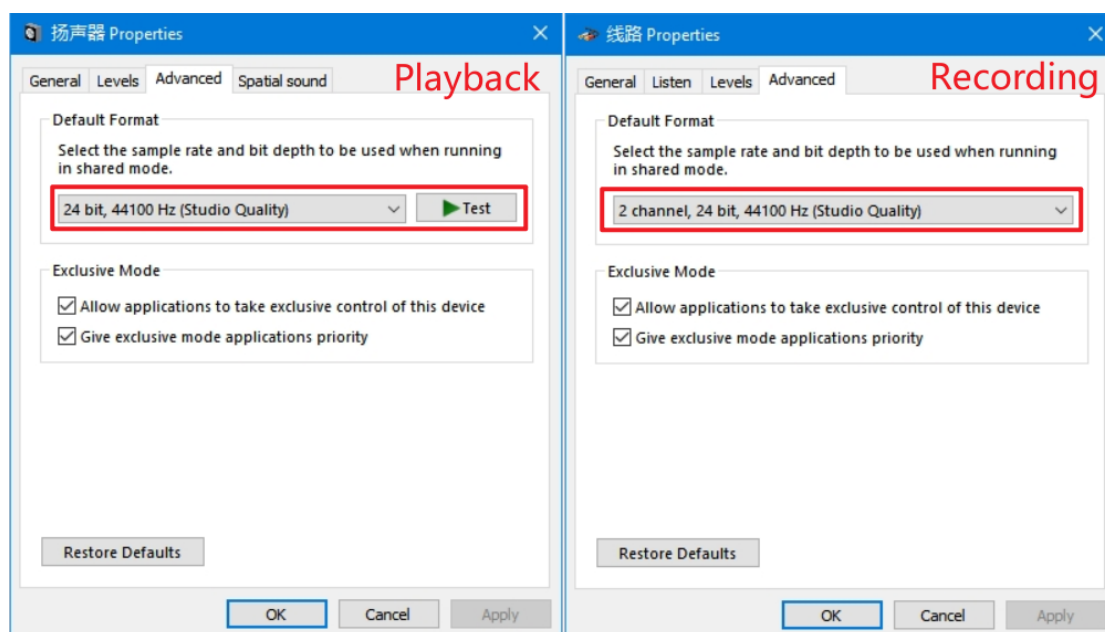 扬声器 Properties
General Levels Advanced Spatial sound
Playback
Default Format
Select the sample rate and bit depth to be used when running
in shared mode.
24 bit, 44100 Hz (Studio Quality)
Test
Exclusive Mode
Allow applications to take exclusive control of this device
Give exclusive mode applications priority
Restore Defaults
OK Cancel Apply
线路 Properties
General Listen Levels Advanced
Recording
Default Format
Select the sample rate and bit depth to be used when running
in shared mode.
2 channel, 24 bit, 44100 Hz (Studio Quality)
Exclusive Mode
Allow applications to take exclusive control of this device
Give exclusive mode applications priority
Restore Defaults
OK Cancel Apply